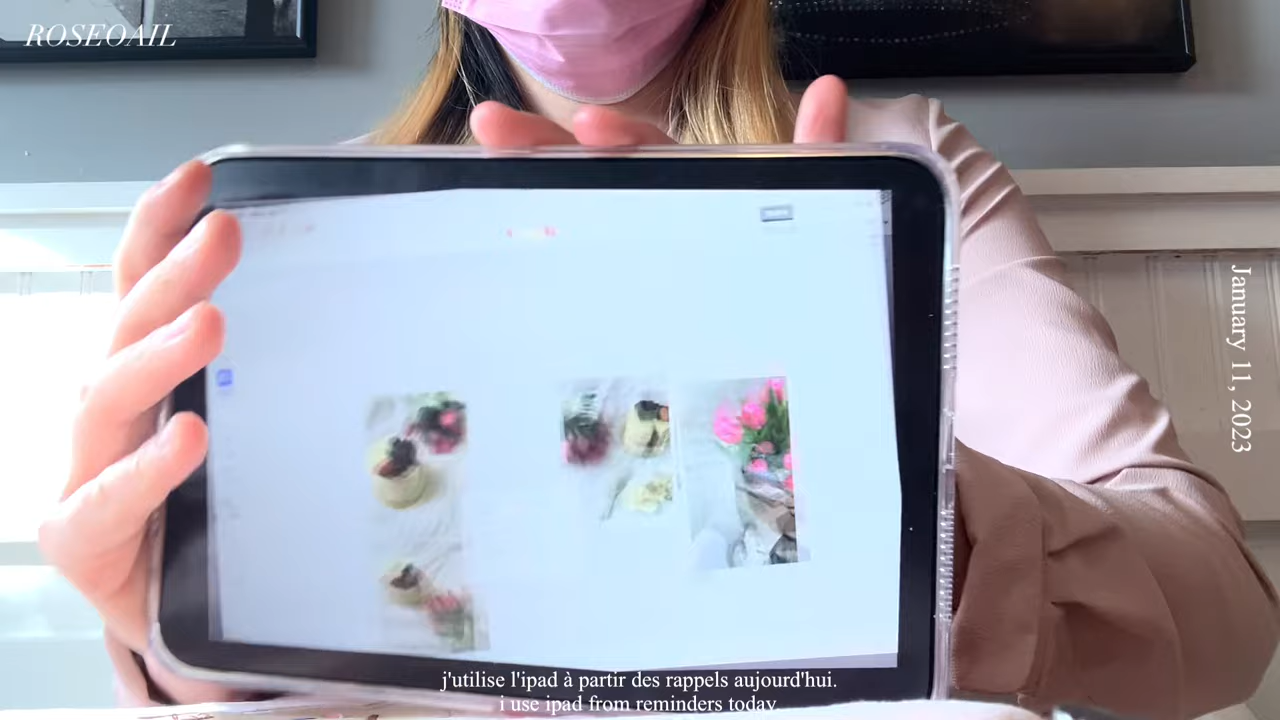 ROSEOAIL
January 11, 2023
j'utilise l'ipad à partir des rappels aujourd'hui.
i use ipad from reminders today